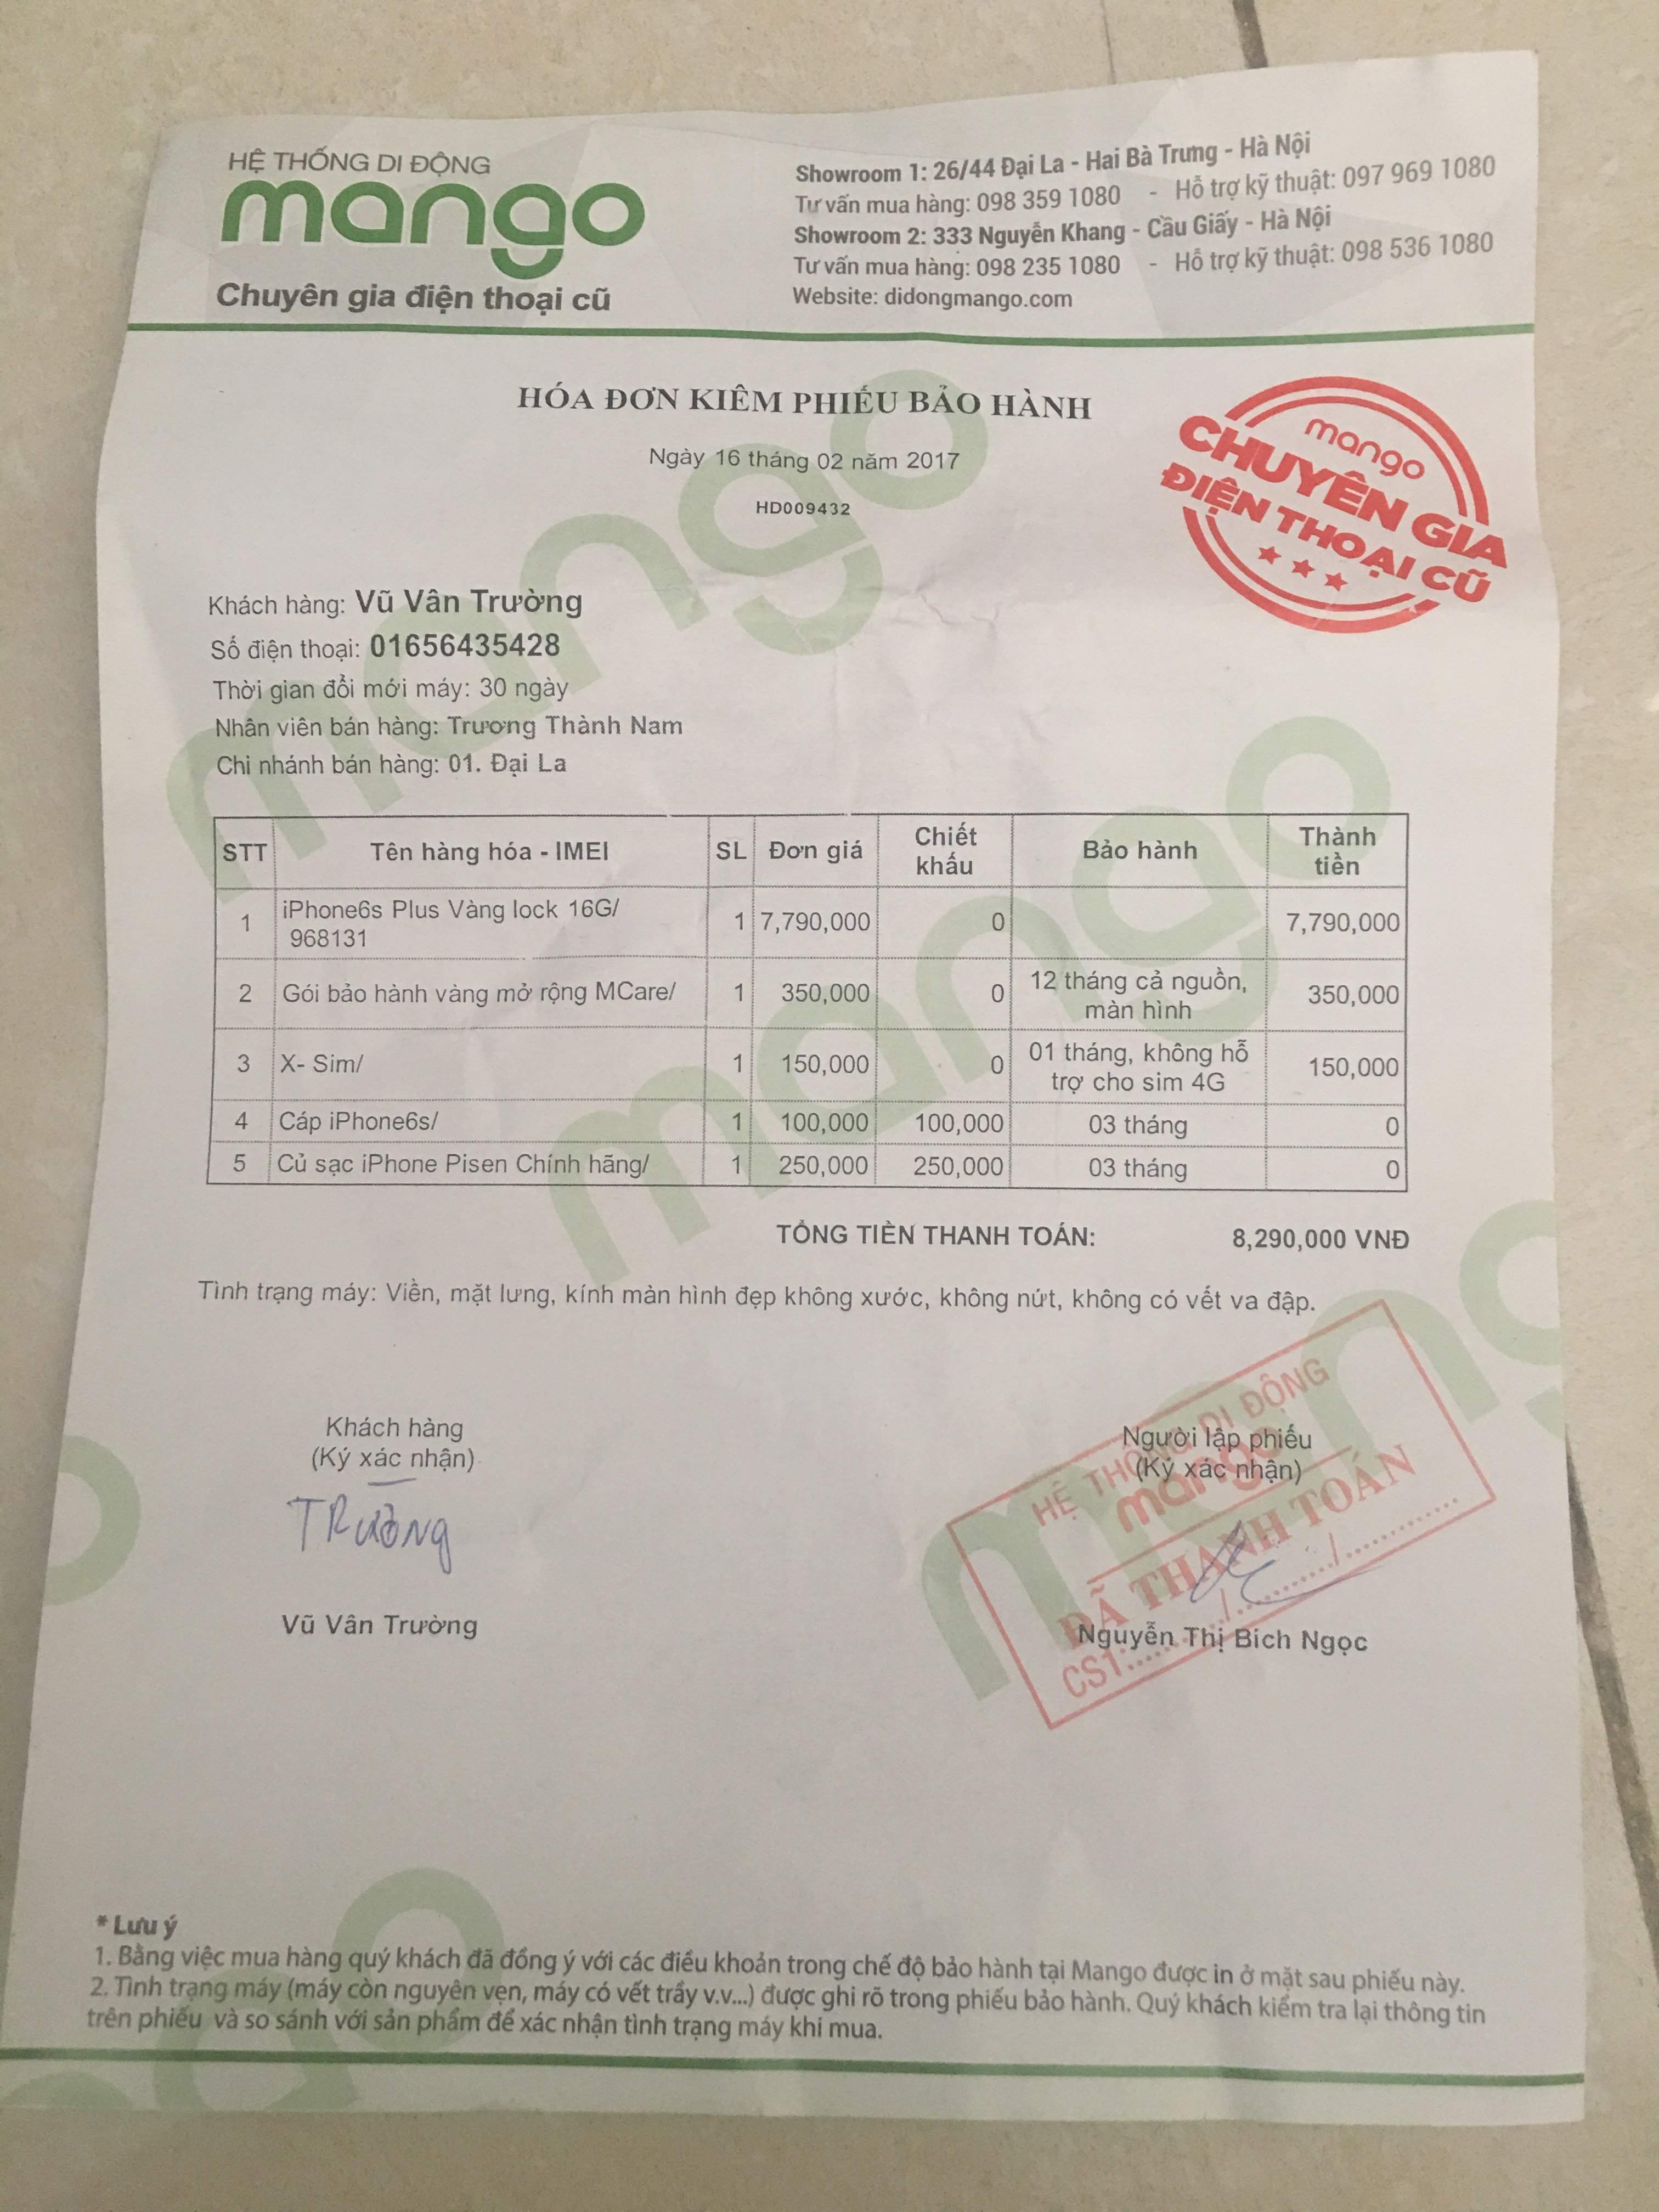 HỆ THỐNG DI ĐỘNG
mango
Chuyên gia điện thoại cũ
Showroom 1: 26/44 Đại La - Hai Bà Trưng - Hà Nội
Tư vấn mua hàng: 098 359 1080 - Hỗ trợ kỹ thuật: 097 969 1080
Showroom 2: 333 Nguyễn Khang - Cầu Giấy - Hà Nội
Tư vấn mua hàng: 098 235 1080 - Hỗ trợ kỹ thuật: 098 536 1080
Website: didongmango.com
HÓA ĐƠN KIÊM PHIẾU BẢO HÀNH
Ngày 16 tháng 02 năm 2017
HD009432
mango
CHUYÊN GIA
ĐIỆN THOẠI CŨ
Khách hàng: Vũ Vân Trường
Số điện thoại: 01656435428
Thời gian đổi mới máy: 30 ngày
Nhân viên bán hàng: Trương Thành Nam
Chi nhánh bán hàng: 01. Đại La
STT Tên hàng hóa - IMEI SL Đơn giá Chiết khấu Bảo hành Thành tiền
1 iPhone6s Plus Vàng lock 16G/ 968131 1 7,790,000 0 7,790,000
2 Gói bảo hành vàng mở rộng MCare/ 1 350,000 0 12 tháng cả nguồn, màn hình 350,000
3 X- Sim/ 1 150,000 0 01 tháng, không hỗ trợ cho sim 4G 150,000
4 Cáp iPhone6s/ 1 100,000 100,000 03 tháng 0
5 Củ sạc iPhone Pisen Chính hãng/ 1 250,000 250,000 03 tháng 0
TỔNG TIỀN THANH TOÁN: 8,290,000 VNĐ
Tình trạng máy: Viền, mặt lưng, kính màn hình đẹp không xước, không nứt, không có vết va đập.
Khách hàng
(Ký xác nhận)
TRường
Vũ Vân Trường
Người lập phiếu
(Ký xác nhận)
HỆ THỐNG DI ĐỘNG
mango
ĐÃ THANH TOÁN
CS1:........../........../..........
Nguyễn Thị Bich Ngọc
* Lưu ý
1. Bằng việc mua hàng quý khách đã đồng ý với các điều khoản trong chế độ bảo hành tại Mango được in ở mặt sau phiếu này.
2. Tình trạng máy (máy còn nguyên vẹn, máy có vết trầy v.v...) được ghi rõ trong phiếu bảo hành. Quý khách kiểm tra lại thông tin
trên phiếu và so sánh với sản phẩm để xác nhận tình trạng máy khi mua.